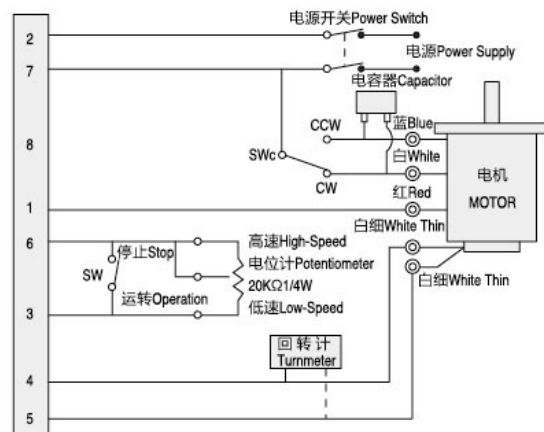 电源开关Power Switch
2
电源Power Supply
7
电容器Capacitor
蓝Blue
CCW
8
白White
SWc
电机
CW
MOTOR
红Red
1
白细White Thin
6
高速High-Speed
停止Stop
电位计Potentiometer
SW
20KΩ1/4W
白细White Thin
运转Operation
低速Low-Speed
3
回转计
Turnmeter
4
5